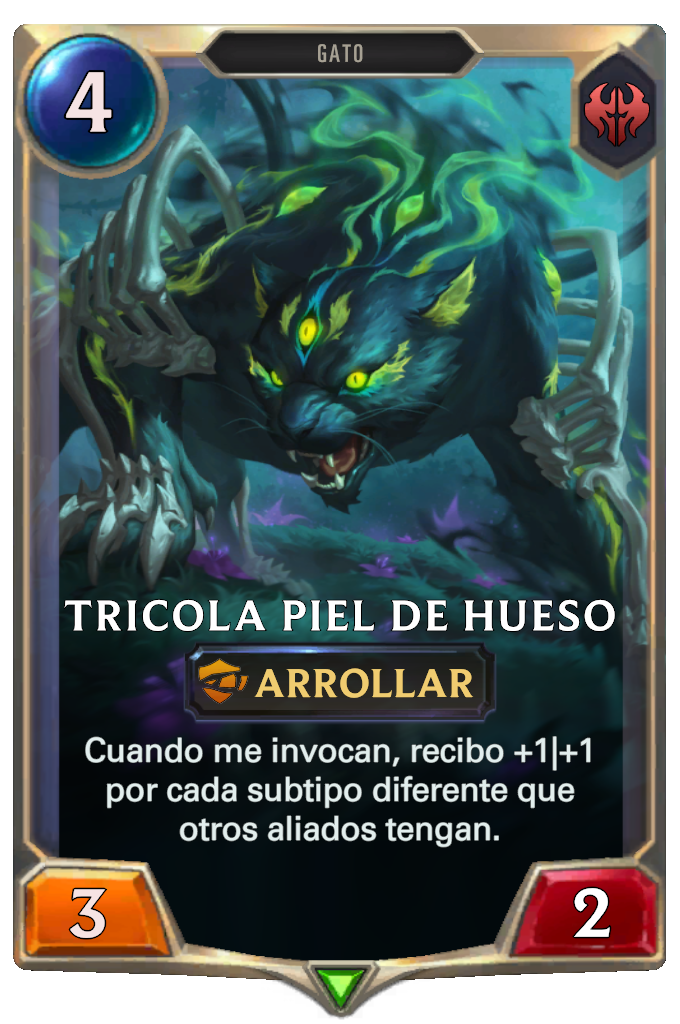 4
GATO
TRICOLA PIEL DE HUESO
ARROLLAR
Cuando me invocan, recibo +1|+1
por cada subtipo diferente que
otros aliados tengan.
3
2